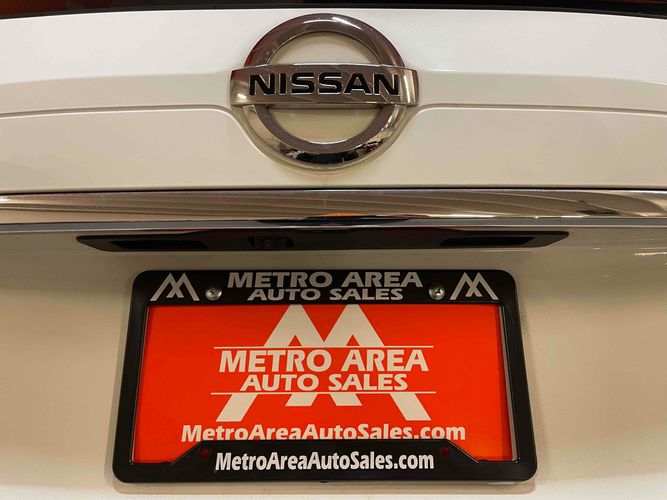 NISSAN
METRO AREA
AUTO SALES
METRO AREA
AUTO SALES
MetroAreaAutoSales.com
MetroAreaAutoSales.com